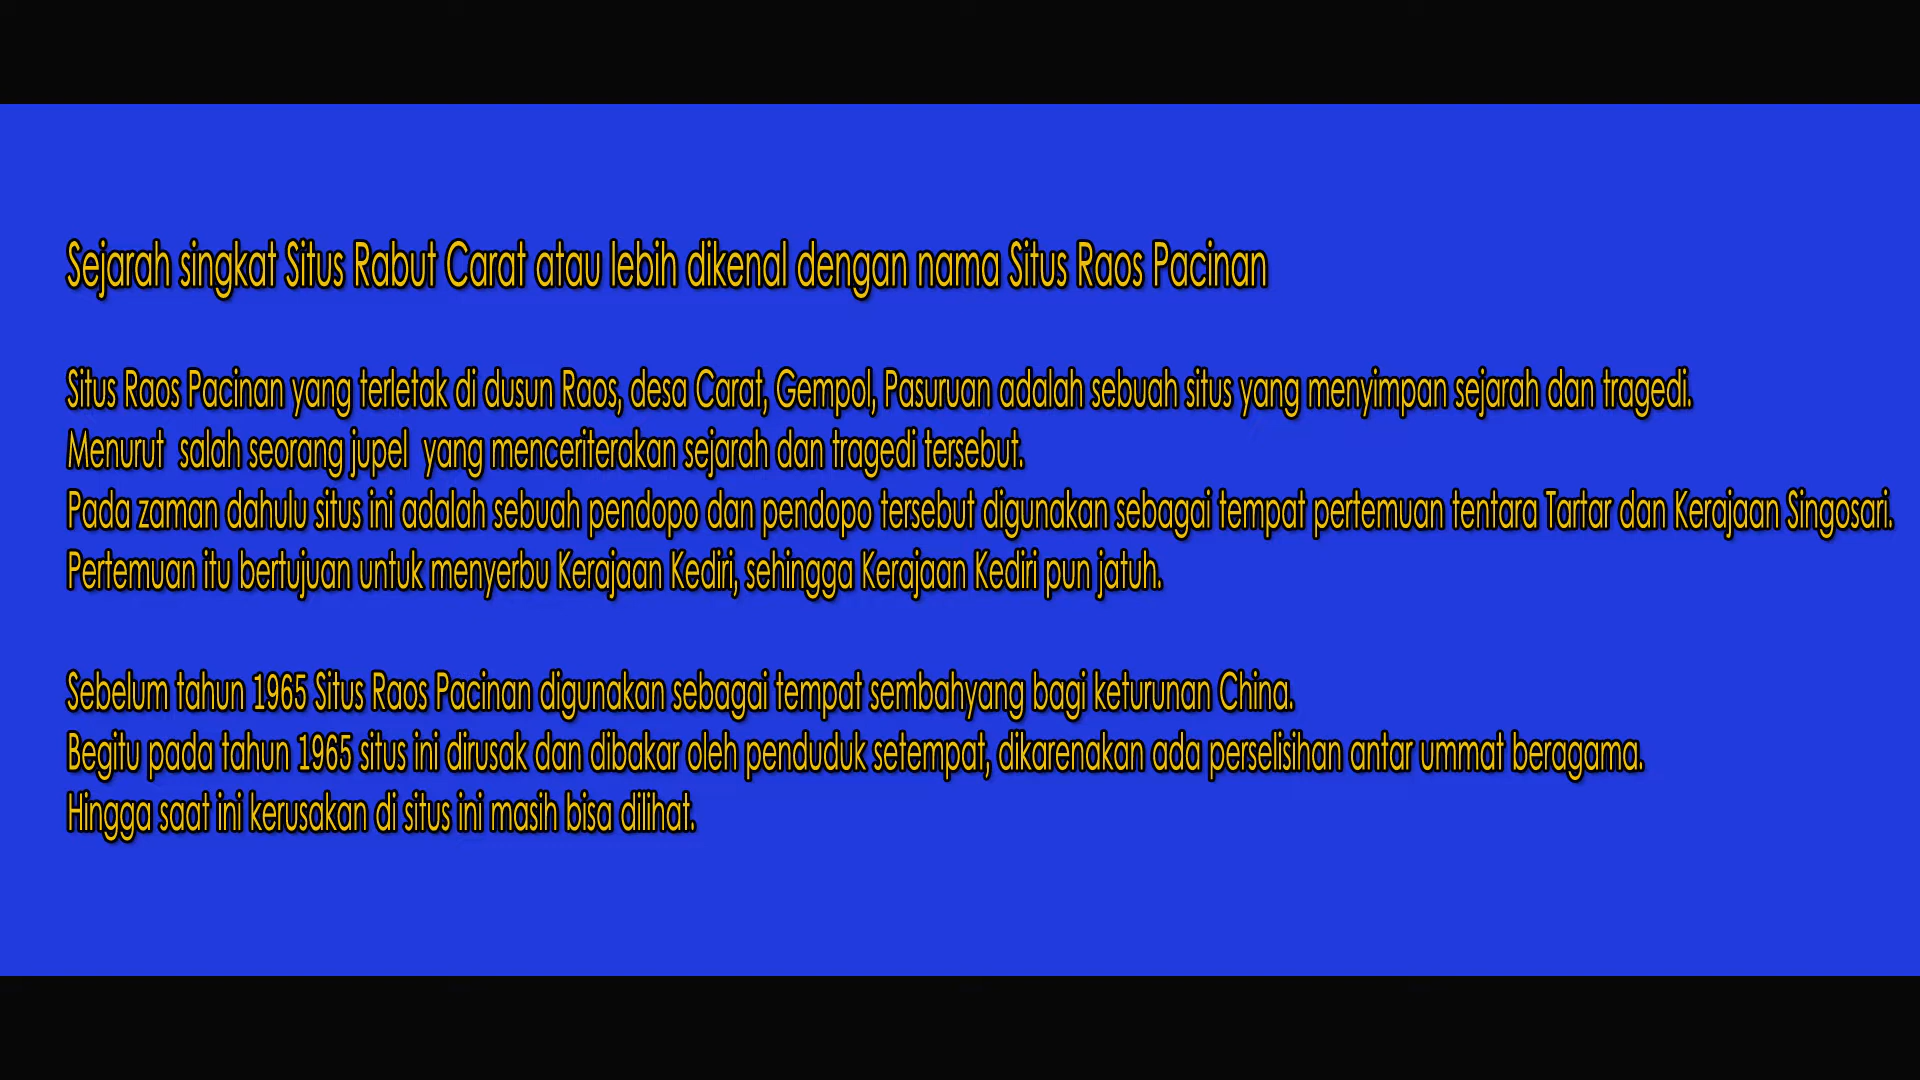 Sejarah singkat Situs Rabut Carat atau lebih dikenal dengan nama Situs Raos Pacinan
Situs Raos Pacinan yang terletak di dusun Raos, desa Carat, Gempol, Pasuruan adalah sebuah situs yang menyimpan sejarah dan tragedi.
Menurut  salah seorang jupel  yang menceriterakan sejarah dan tragedi tersebut.
Pada zaman dahulu situs ini adalah sebuah pendopo dan pendopo tersebut digunakan sebagai tempat pertemuan tentara Tartar dan Kerajaan Singosari.
Pertemuan itu bertujuan untuk menyerbu Kerajaan Kediri, sehingga Kerajaan Kediri pun jatuh.
Sebelum tahun 1965 Situs Raos Pacinan digunakan sebagai tempat sembahyang bagi keturunan China.
Begitu pada tahun 1965 situs ini dirusak dan dibakar oleh penduduk setempat, dikarenakan ada perselisihan antar ummat beragama.
Hingga saat ini kerusakan di situs ini masih bisa dilihat.